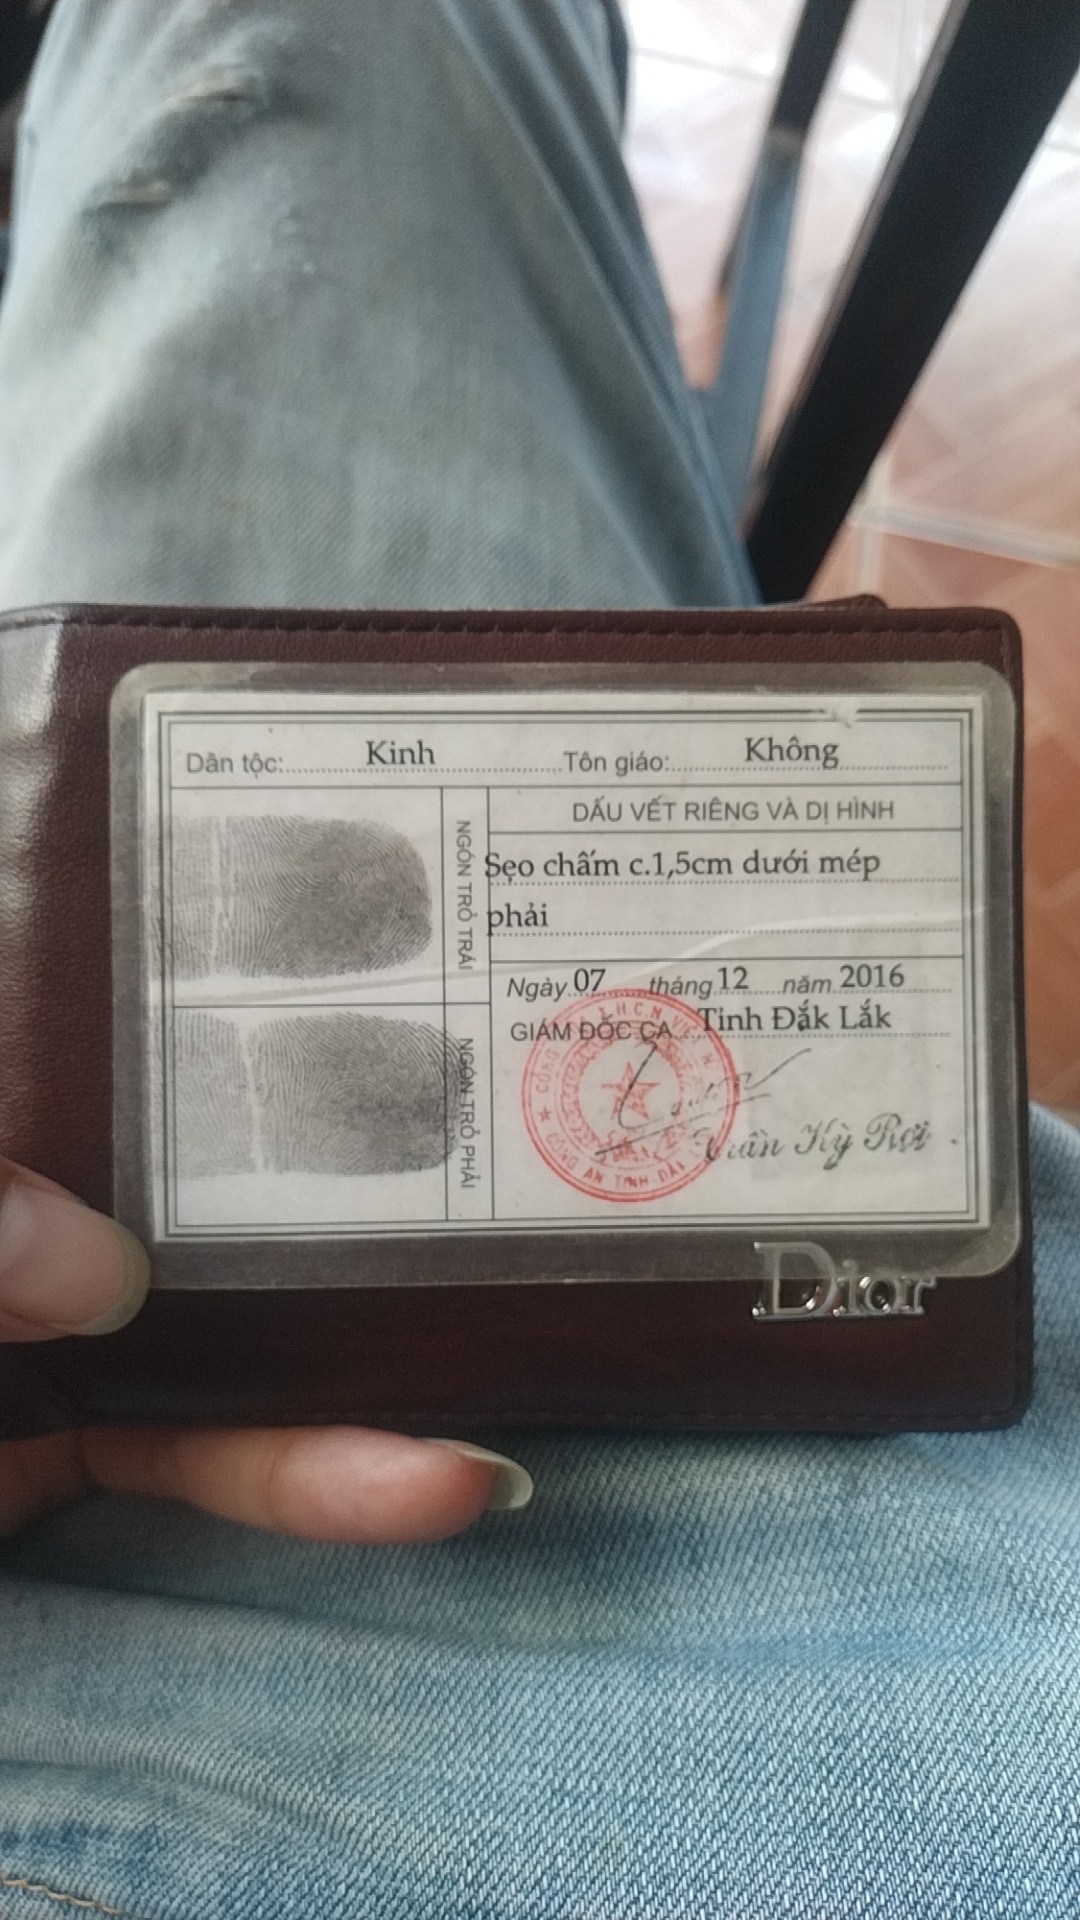 Dân tộc: Kinh Tôn giáo: Không
DẤU VẾT RIÊNG VÀ DỊ HÌNH
NGÓN TRỎ TRÁI
Sẹo chấm c.1,5cm dưới mép
phải
Ngày 07 tháng 12 năm 2016
GIÁM ĐỐC CA Tỉnh Đắk Lắk
NGÓN TRỎ PHẢI
CÔNG AN TỈNH ĐẮK
Trần Kỳ Rơi
Dior